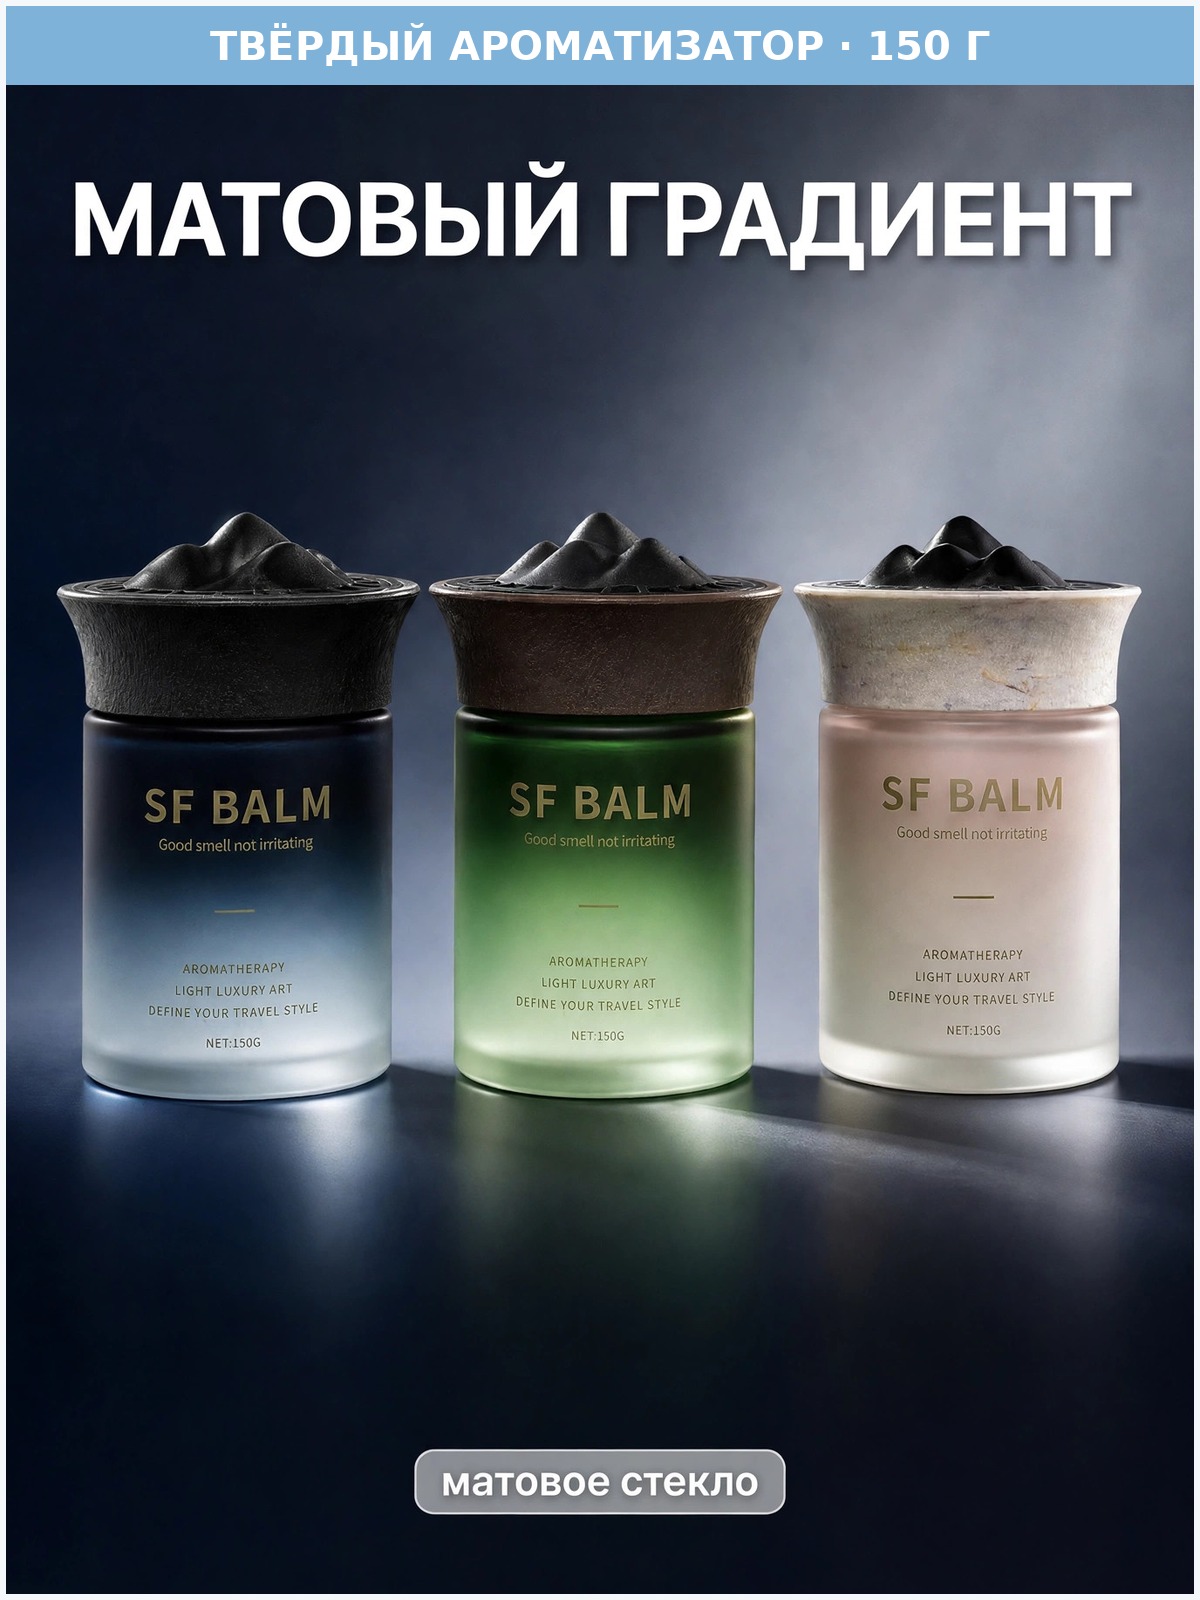 ТВЁРДЫЙ АРОМАТИЗАТОР · 150 Г
МАТОВЫЙ ГРАДИЕНТ
SF BALM
Good smell not irritating
AROMATHERAPY
LIGHT LUXURY ART
DEFINE YOUR TRAVEL STYLE
NET:150G
SF BALM
Good smell not irritating
AROMATHERAPY
LIGHT LUXURY ART
DEFINE YOUR TRAVEL STYLE
NET:150G
SF BALM
Good smell not irritating
AROMATHERAPY
LIGHT LUXURY ART
DEFINE YOUR TRAVEL STYLE
NET:150G
матовое стекло